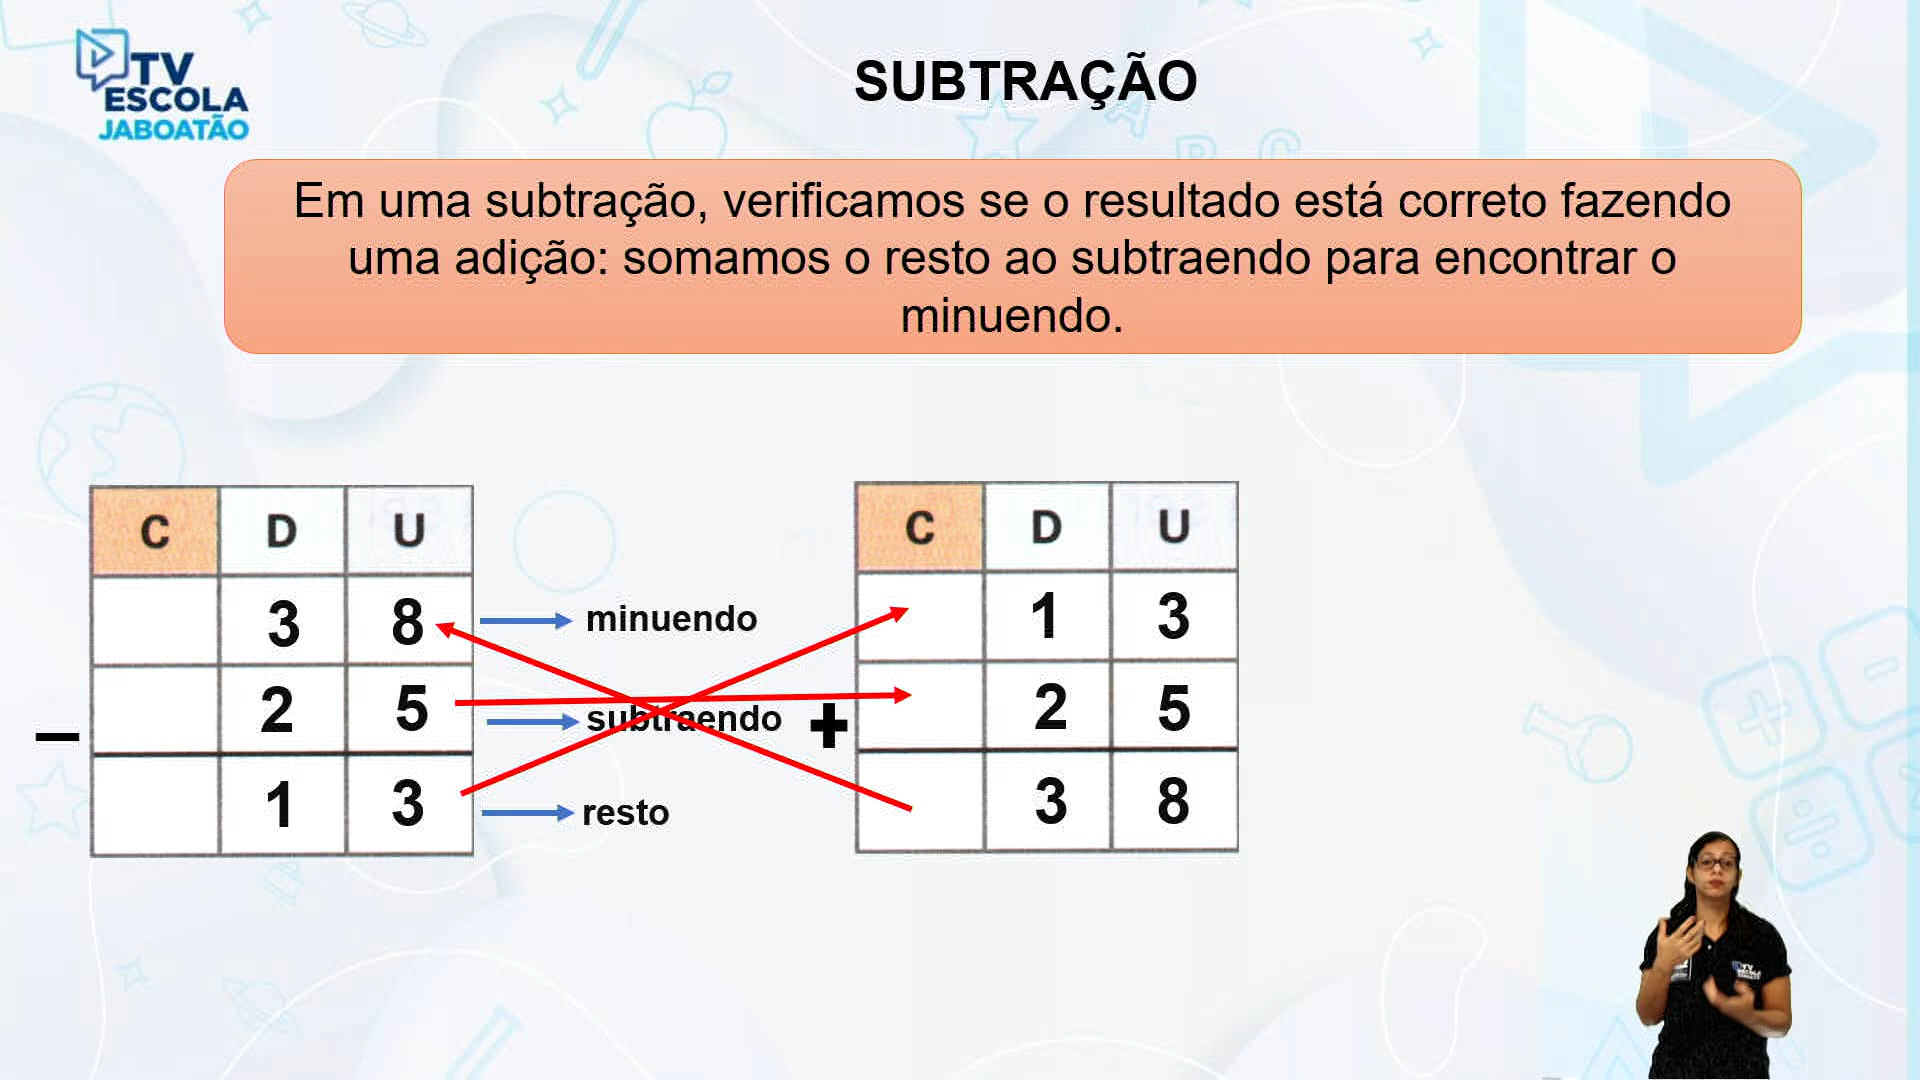 TV
ESCOLA
JABOATÃO
SUBTRAÇÃO
Em uma subtração, verificamos se o resultado está correto fazendo
uma adição: somamos o resto ao subtraendo para encontrar o
minuendo.
C D U
3 8 minuendo
2 5 subtraendo
– 
1 3 resto
C D U
1 3
+ 2 5
3 8
A B C